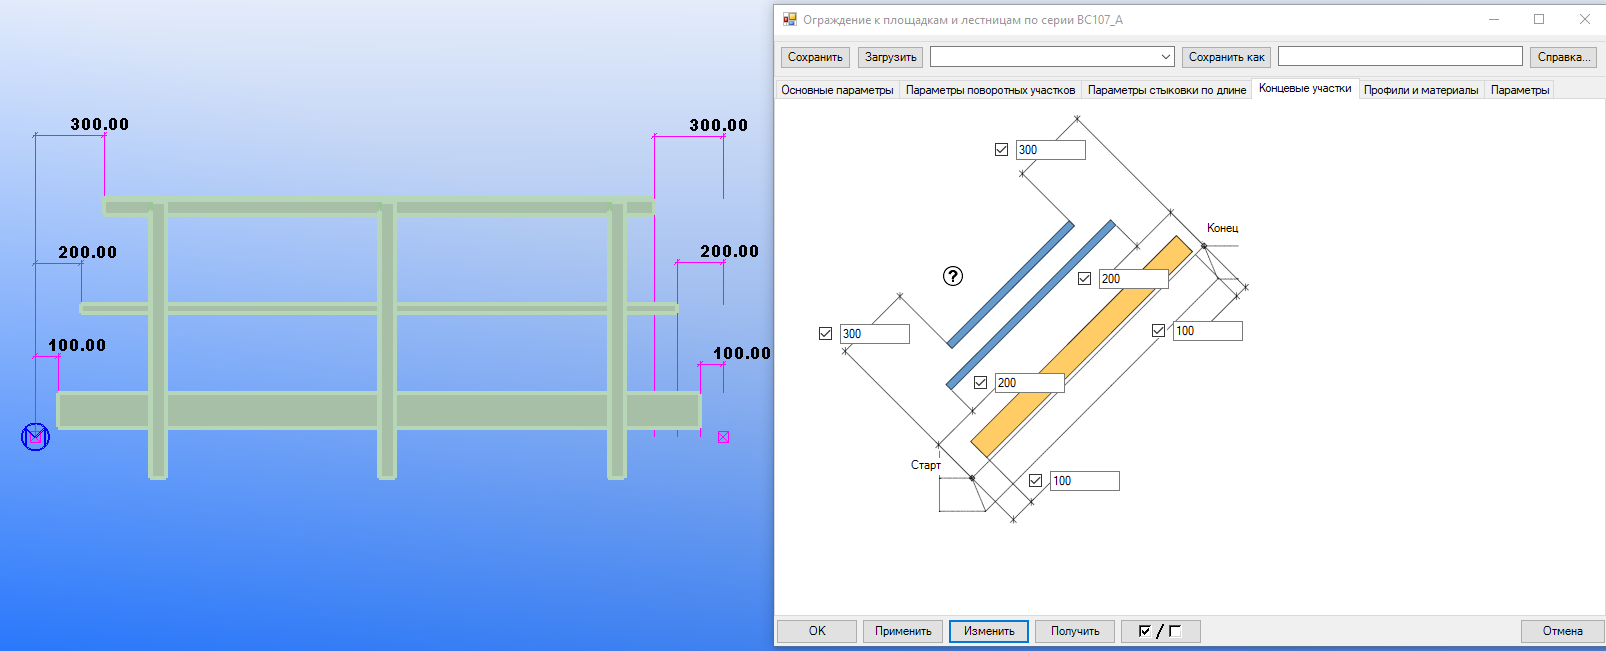 Ограждение к площадкам и лестницам по серии ВС107_А
Сохранить Загрузить Сохранить как Справка...
Основные параметры Параметры поворотных участков Параметры стыковки по длине Концевые участки Профили и материалы Параметры
300.00 300.00
200.00 200.00
100.00 100.00
300
Конец
?
200
300
100
200
Старт
100
OK Применить Изменить Получить / Отмена